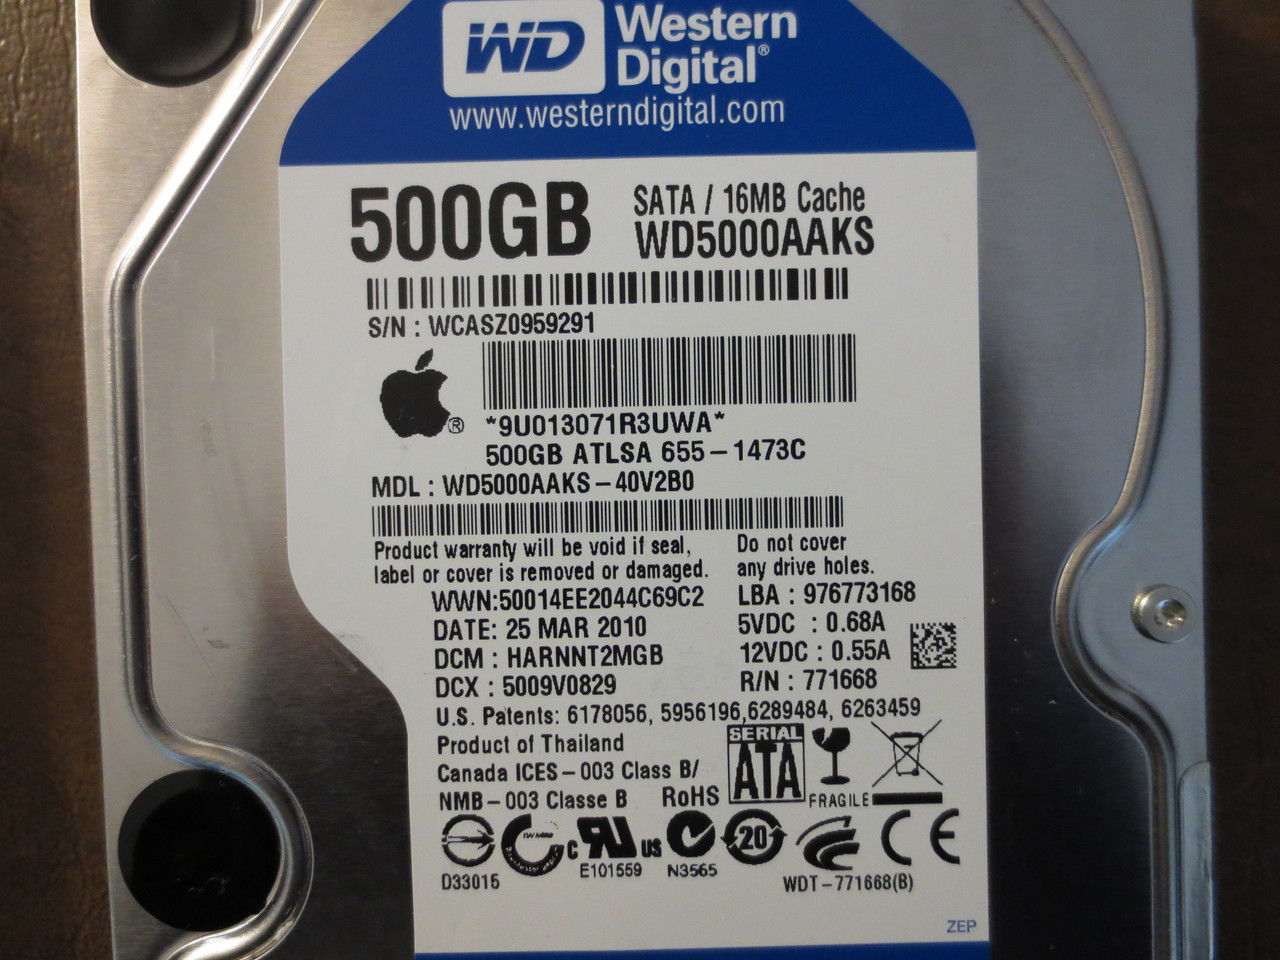 WD Western Digital®
www.westerndigital.com
500GB
SATA / 16MB Cache
WD5000AAKS
S/N : WCASZ0959291
®
*9U013071R3UWA*
500GB ATLSA 655-1473C
MDL : WD5000AAKS-40V2B0
Product warranty will be void if seal,
label or cover is removed or damaged.
Do not cover
any drive holes.
WWN:50014EE2044C69C2
LBA : 976773168
DATE: 25 MAR 2010
5VDC : 0.68A
DCM : HARNNT2MGB
12VDC : 0.55A
DCX : 5009V0829
R/N : 771668
U.S. Patents: 6178056, 5956196,6289484, 6263459
Product of Thailand
Canada ICES-003 Class B/
NMB-003 Classe B
RoHS
SERIAL
ATA
FRAGILE
D33015
c UR US
E101559
N3565
20
CE
WDT-771668(B)
ZEP